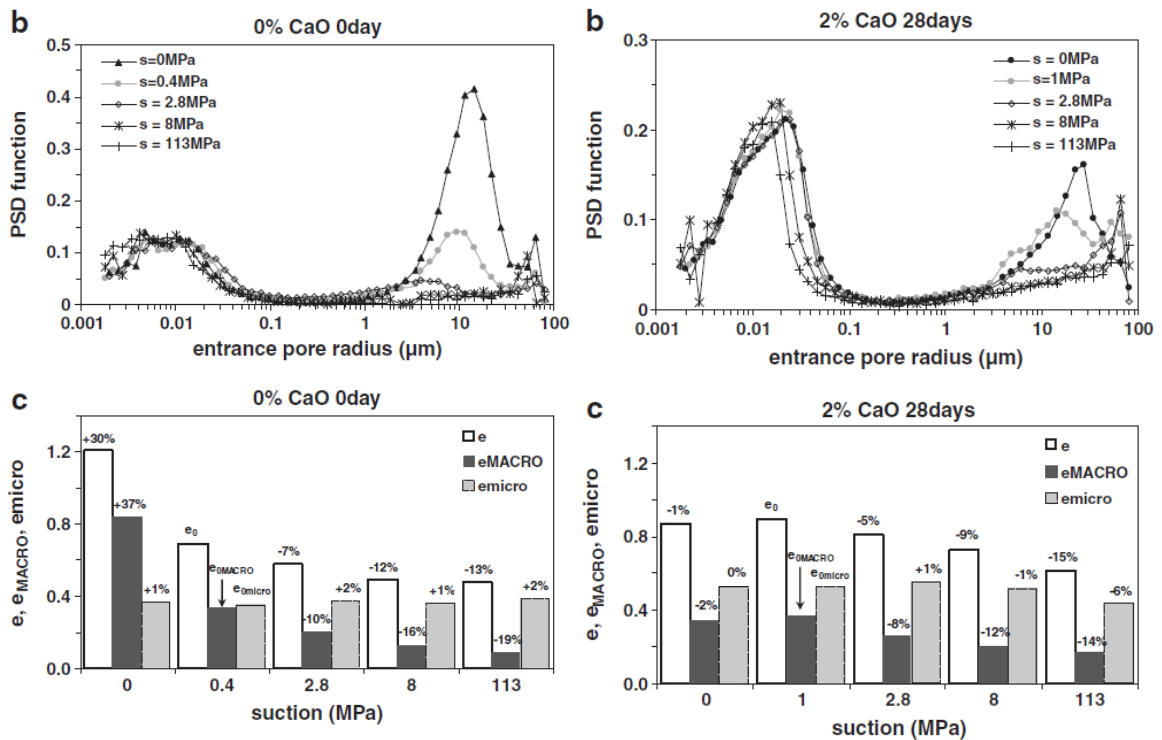 b
0% CaO 0day
PSD function
0.5
0.4
0.3
0.2
0.1
0
s=0MPa
s=0.4MPa
s = 2.8MPa
s = 8MPa
s = 113MPa
0.001 0.01 0.1 1 10 100
entrance pore radius (µm)
b
2% CaO 28days
PSD function
0.3
0.2
0.1
0
s = 0MPa
s=1MPa
s = 2.8MPa
s = 8MPa
s = 113MPa
0.001 0.01 0.1 1 10 100
entrance pore radius (µm)
c
0% CaO 0day
e, eMACRO, emicro
1.2
0.8
0.4
0.0
e
eMACRO
emicro
+30%
+37%
+1%
e0
e0MACRO
e0micro
-7%
-10%
+2%
-12%
-16%
+1%
-13%
-19%
+2%
0 0.4 2.8 8 113
suction (MPa)
c
2% CaO 28days
e, eMACRO, emicro
1.2
0.8
0.4
0.0
e
eMACRO
emicro
-1%
-2%
0%
e0
e0MACRO
e0micro
-5%
-8%
+1%
-9%
-12%
-1%
-15%
-14%
-6%
0 1 2.8 8 113
suction (MPa)